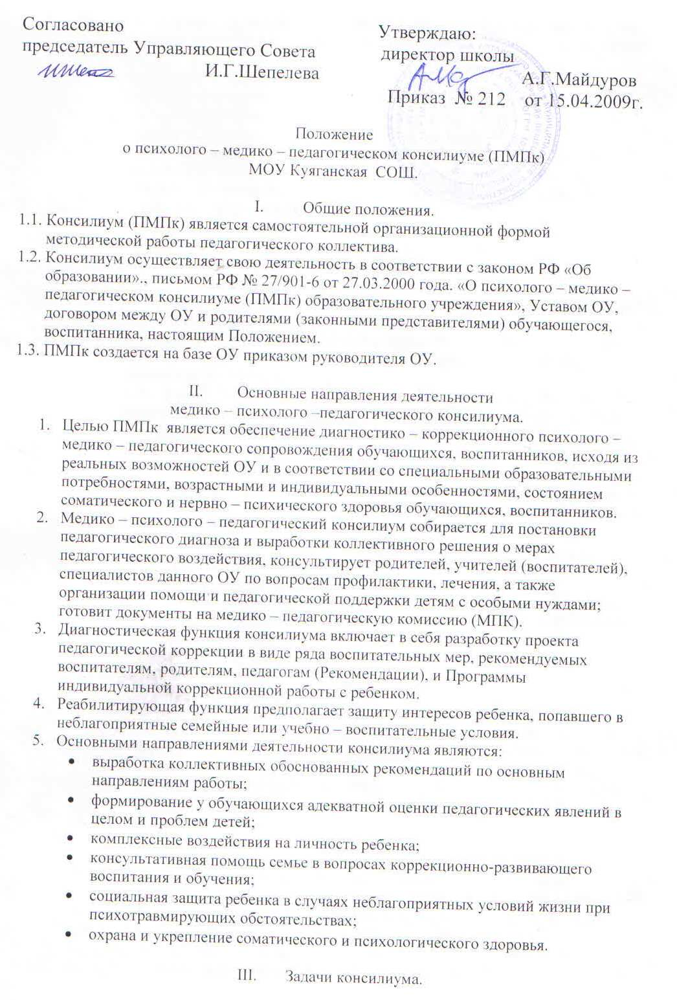 Согласовано
председатель Управляющего Совета
И.Г.Шепелева
Утверждаю:
директор школы
А.Г.Майдуров
Приказ № 212 от 15.04.2009г.
Положение
о психолого – медико – педагогическом консилиуме (ПМПк)
МОУ Куяганская СОШ.
I. Общие положения.
1.1. Консилиум (ПМПк) является самостоятельной организационной формой
методической работы педагогического коллектива.
1.2. Консилиум осуществляет свою деятельность в соответствии с законом РФ «Об
образовании»., письмом РФ № 27/901-6 от 27.03.2000 года. «О психолого – медико –
педагогическом консилиуме (ПМПк) образовательного учреждения», Уставом ОУ,
договором между ОУ и родителями (законными представителями) обучающегося,
воспитанника, настоящим Положением.
1.3. ПМПк создается на базе ОУ приказом руководителя ОУ.
II. Основные направления деятельности
медико – психолого –педагогического консилиума.
1. Целью ПМПк является обеспечение диагностико – коррекционного психолого –
медико – педагогического сопровождения обучающихся, воспитанников, исходя из
реальных возможностей ОУ и в соответствии со специальными образовательными
потребностями, возрастными и индивидуальными особенностями, состоянием
соматического и нервно – психического здоровья обучающихся, воспитанников.
2. Медико – психолого – педагогический консилиум собирается для постановки
педагогического диагноза и выработки коллективного решения о мерах
педагогического воздействия, консультирует родителей, учителей (воспитателей),
специалистов данного ОУ по вопросам профилактики, лечения, а также
организации помощи и педагогической поддержки детям с особыми нуждами;
готовит документы на медико – педагогическую комиссию (МПК).
3. Диагностическая функция консилиума включает в себя разработку проекта
педагогической коррекции в виде ряда воспитательных мер, рекомендуемых
воспитателям, родителям, педагогам (Рекомендации), и Программы
индивидуальной коррекционной работы с ребенком.
4. Реабилитирующая функция предполагает защиту интересов ребенка, попавшего в
неблагоприятные семейные или учебно – воспитательные условия.
5. Основными направлениями деятельности консилиума являются:
• выработка коллективных обоснованных рекомендаций по основным
направлениям работы;
• формирование у обучающихся адекватной оценки педагогических явлений в
целом и проблем детей;
• комплексные воздействия на личность ребенка;
• консультативная помощь семье в вопросах коррекционно-развивающего
воспитания и обучения;
• социальная защита ребенка в случаях неблагоприятных условий жизни при
психотравмирующих обстоятельствах;
• охрана и укрепление соматического и психологического здоровья.
III. Задачи консилиума.